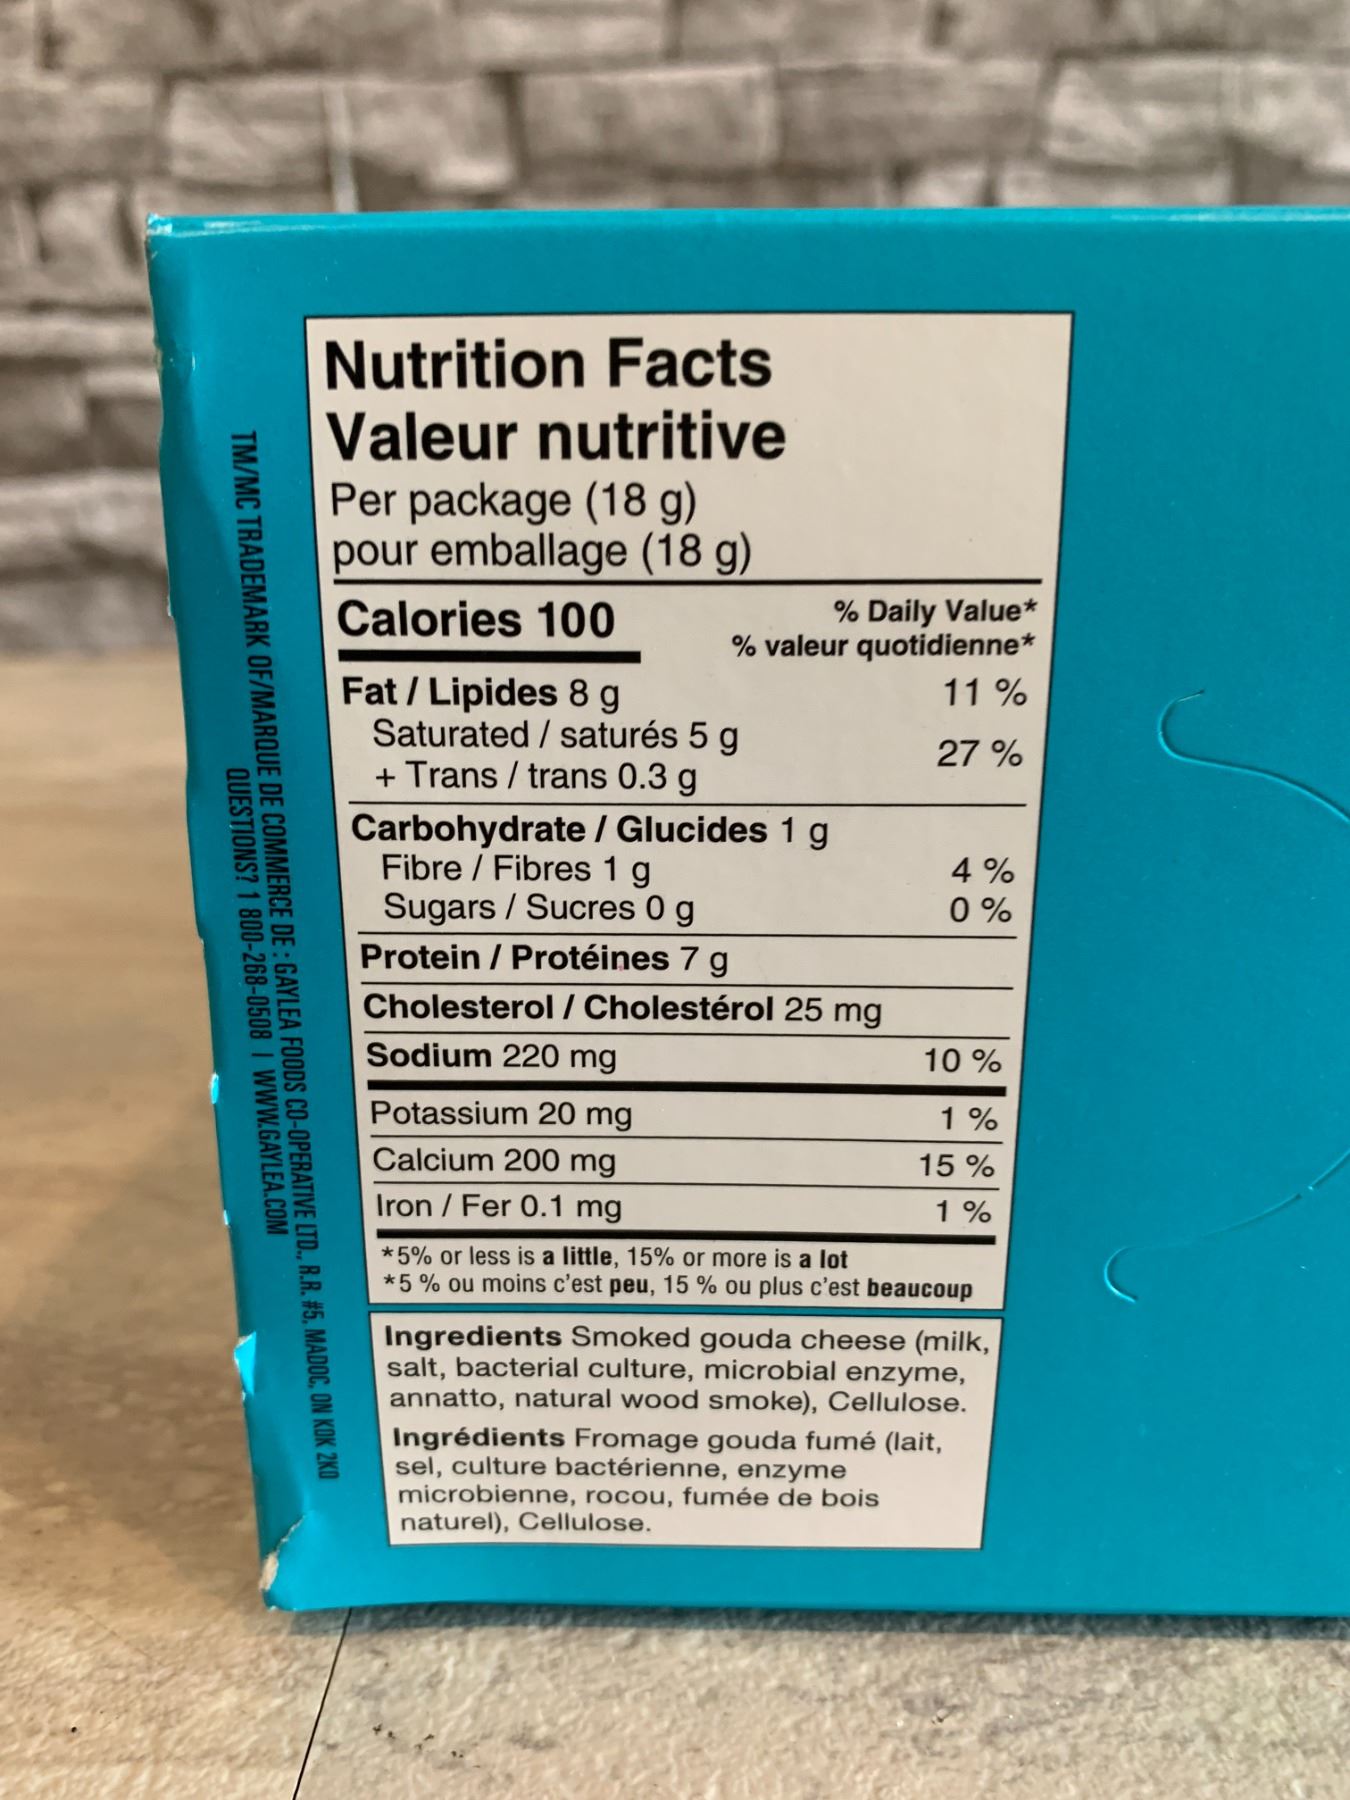 Nutrition Facts
Valeur nutritive
Per package (18 g)
pour emballage (18 g)
Calories 100
% Daily Value*
% valeur quotidienne*
Fat / Lipides 8 g 11 %
Saturated / saturés 5 g
+ Trans / trans 0.3 g
27 %
Carbohydrate / Glucides 1 g
Fibre / Fibres 1 g 4 %
Sugars / Sucres 0 g 0 %
Protein / Protéines 7 g
Cholesterol / Cholestérol 25 mg
Sodium 220 mg 10 %
Potassium 20 mg 1 %
Calcium 200 mg 15 %
Iron / Fer 0.1 mg 1 %
*5% or less is a little, 15% or more is a lot
*5 % ou moins c'est peu, 15 % ou plus c'est beaucoup
Ingredients Smoked gouda cheese (milk,
salt, bacterial culture, microbial enzyme,
annatto, natural wood smoke), Cellulose.
Ingrédients Fromage gouda fumé (lait,
sel, culture bactérienne, enzyme
microbienne, rocou, fumée de bois
naturel), Cellulose.
TM/MC TRADEMARK OF/MARQUE DE COMMERCE DE : GAYLEA FOODS CO-OPERATIVE LTD., R.R. #5, MADOC, ON K0K 2K0
QUESTIONS? 1 800-268-0508 | WWW.GAYLEA.COM